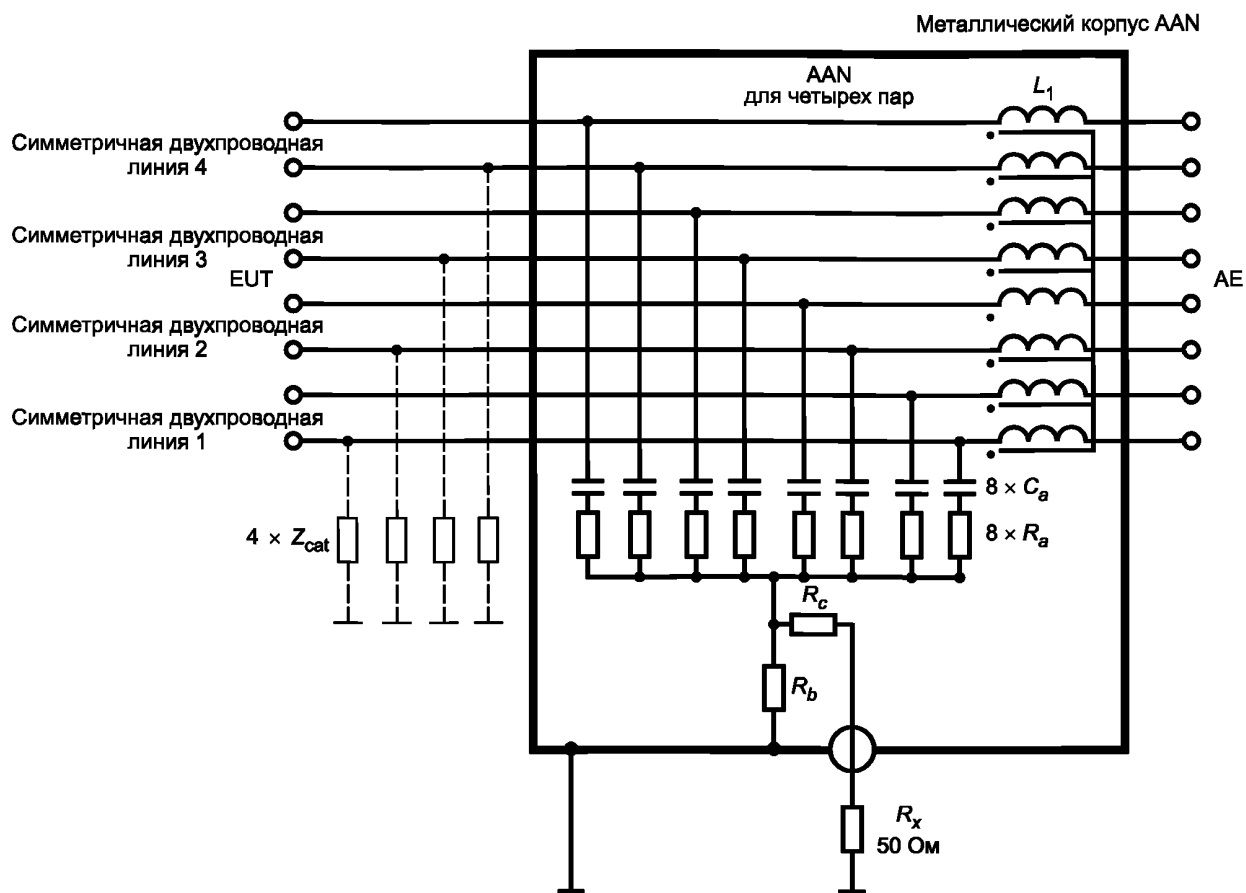 Металлический корпус AAN
AAN
для четырех пар
L1
Симметричная двухпроводная
линия 4
Симметричная двухпроводная
линия 3
EUT
AE
Симметричная двухпроводная
линия 2
Симметричная двухпроводная
линия 1
8 × Ca
4 × Zcat
8 × Ra
Rc
Rb
Rx
50 Ом